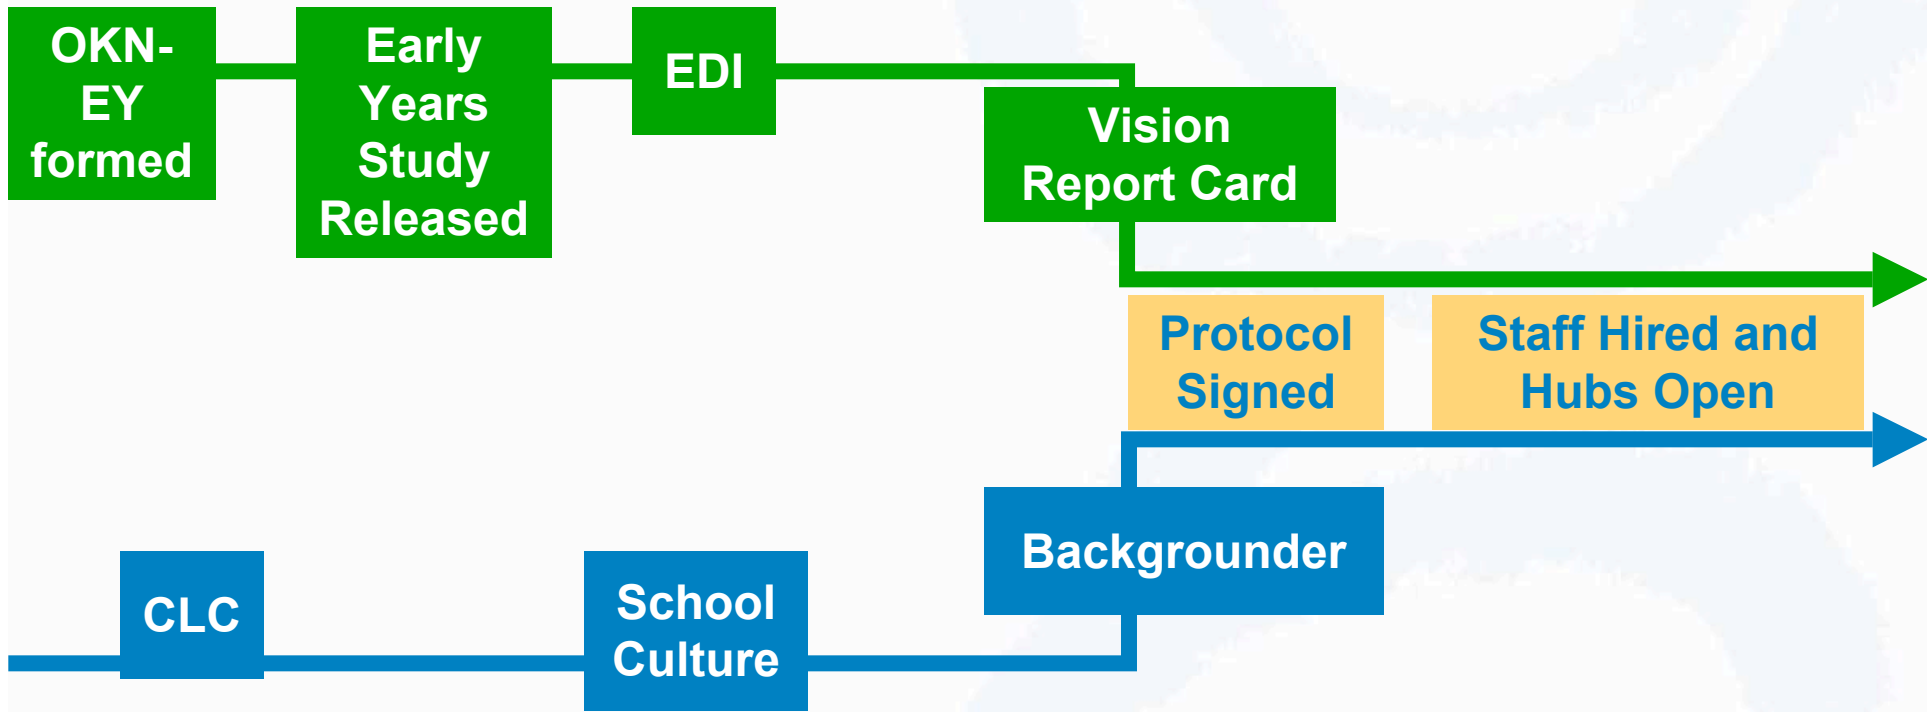 OKN-
EY
formed
Early
Years
Study
Released
EDI
Vision
Report Card
Protocol
Signed
Staff Hired and
Hubs Open
Backgrounder
CLC
School
Culture